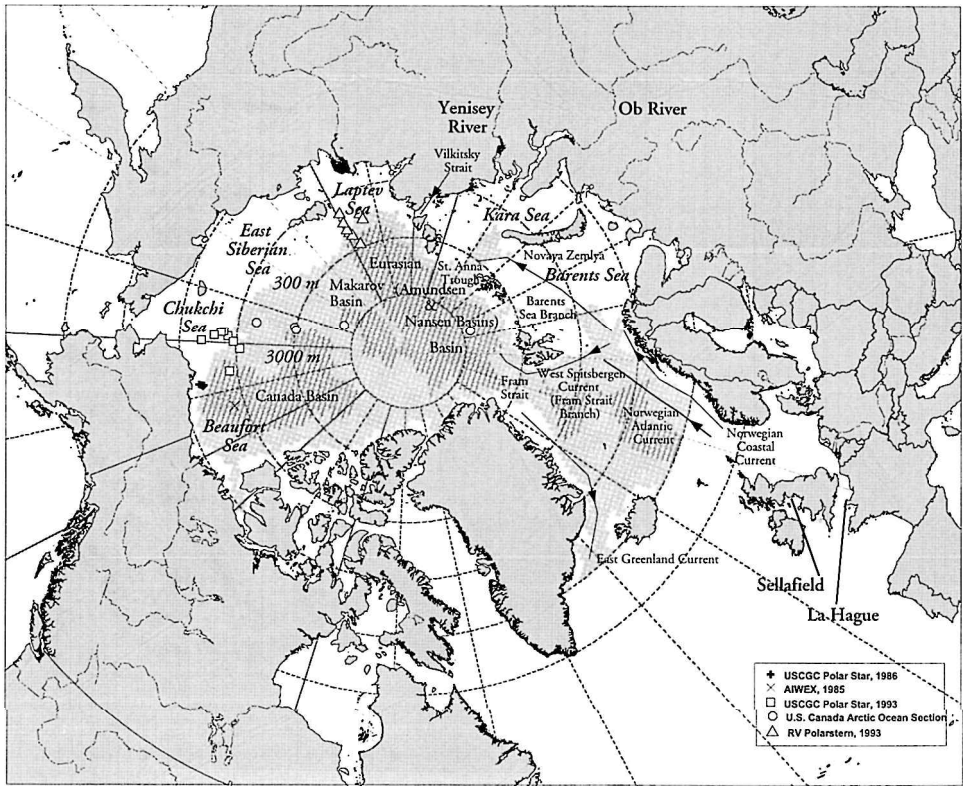 Yenisey
River
Ob River
Vilkitsky
Strait
Laptev
Sea
Kara Sea
East
Siberian
Sea
Novaya Zemlya
Barents Sea
Eurasian
St. Anna
Trough
300 m
Makarov
Basin
(Amundsen
&
Nansen Basins)
Barents
Sea Branch
Chukchi
Sea
3000 m
Basin
Fram
Strait
West Spitsbergen
Current
(Fram Strait
Branch)
Canada Basin
Beaufort
Sea
Norwegian
Atlantic
Current
Norwegian
Coastal
Current
East Greenland Current
Sellafield
La Hague
USCGC Polar Star, 1986
AIWEX, 1985
USCGC Polar Star, 1993
U.S. Canada Arctic Ocean Section
RV Polarstern, 1993